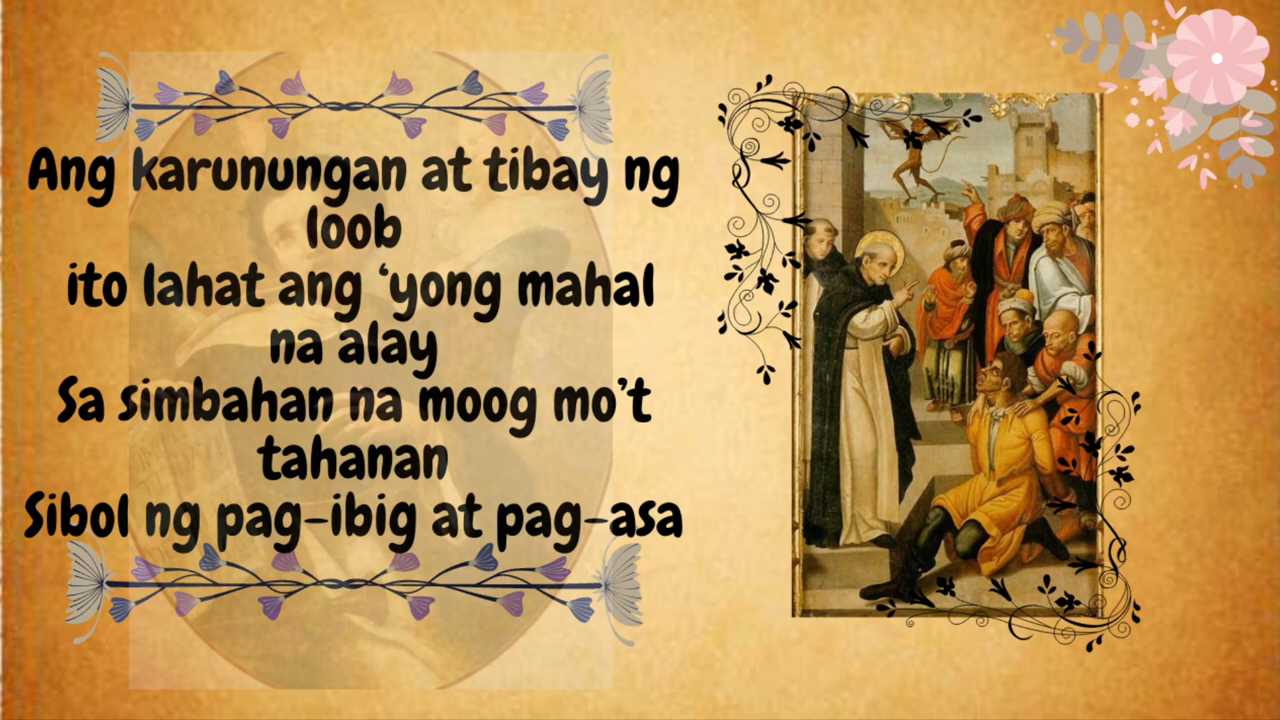 Ang karunungan at tibay ng
loob
ito lahat ang ‘yong mahal
na alay
Sa simbahan na moog mo’t
tahanan
Sibol ng pag-ibig at pag-asa